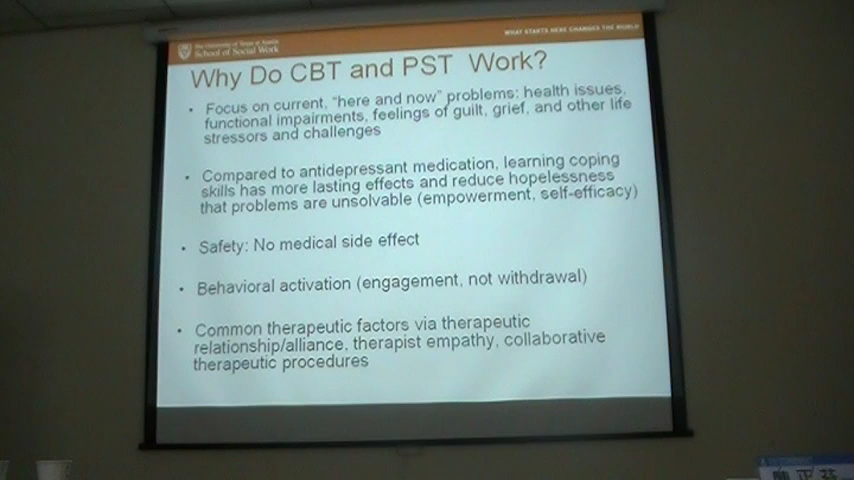 The University of Texas at Austin
School of Social Work
WHAT STARTS HERE CHANGES THE WORLD
Why Do CBT and PST Work?
• Focus on current, "here and now" problems: health issues,
functional impairments, feelings of guilt, grief, and other life
stressors and challenges
• Compared to antidepressant medication, learning coping
skills has more lasting effects and reduce hopelessness
that problems are unsolvable (empowerment, self-efficacy)
• Safety: No medical side effect
• Behavioral activation (engagement, not withdrawal)
• Common therapeutic factors via therapeutic
relationship/alliance, therapist empathy, collaborative
therapeutic procedures